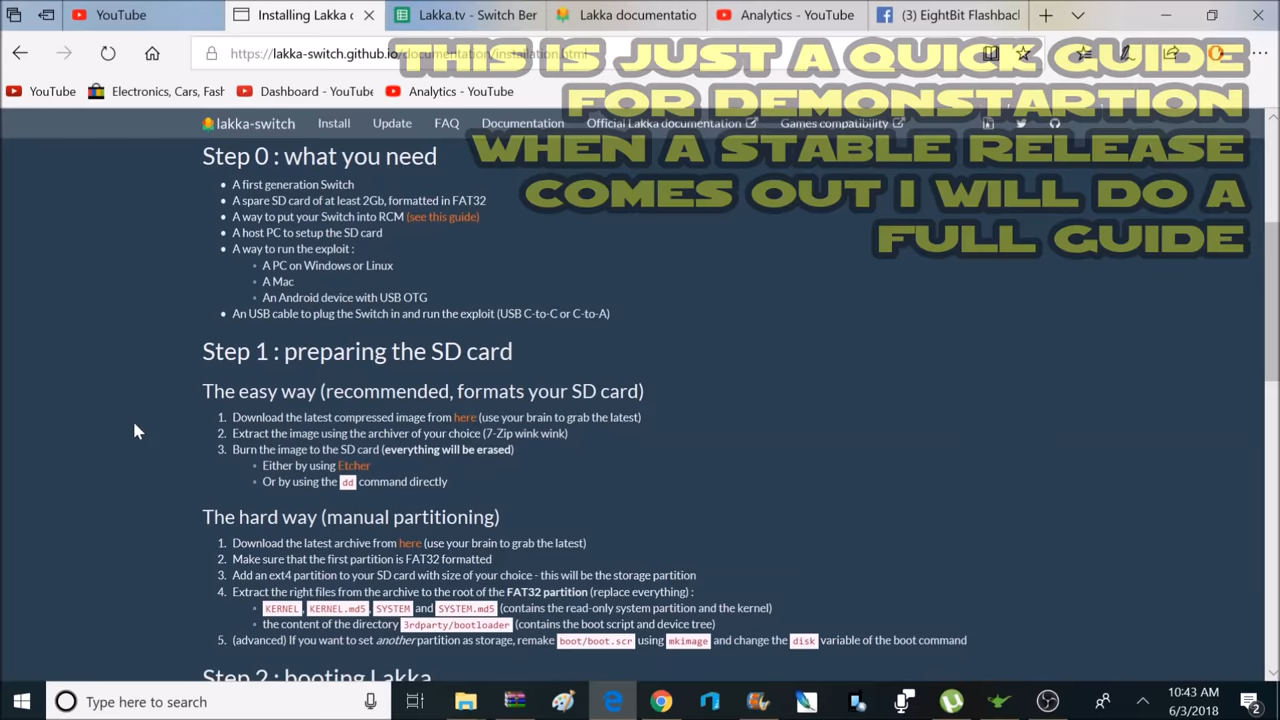 YouTube
Installing Lakka c
Lakka.tv - Switch Ber
Lakka documentatio
Analytics - YouTube
(3) EightBit Flashback
https://lakka-switch.github.io/documentation/installation.html
THIS IS JUST A QUICK GUIDE
FOR DEMONSTARTION
WHEN A STABLE RELEASE
COMES OUT I WILL DO A
FULL GUIDE
YouTube
Electronics, Cars, Fash
Dashboard - YouTube
Analytics - YouTube
lakka-switch
Install
Update
FAQ
Documentation
Official Lakka documentation
Games compatibility
Step 0 : what you need
A first generation Switch
A spare SD card of at least 2Gb, formatted in FAT32
A way to put your Switch into RCM (see this guide)
A host PC to setup the SD card
A way to run the exploit :
A PC on Windows or Linux
A Mac
An Android device with USB OTG
An USB cable to plug the Switch in and run the exploit (USB C-to-C or C-to-A)
Step 1 : preparing the SD card
The easy way (recommended, formats your SD card)
1. Download the latest compressed image from here (use your brain to grab the latest)
2. Extract the image using the archiver of your choice (7-Zip wink wink)
3. Burn the image to the SD card (everything will be erased)
Either by using Etcher
Or by using the dd command directly
The hard way (manual partitioning)
1. Download the latest archive from here (use your brain to grab the latest)
2. Make sure that the first partition is FAT32 formatted
3. Add an ext4 partition to your SD card with size of your choice - this will be the storage partition
4. Extract the right files from the archive to the root of the FAT32 partition (replace everything) :
KERNEL, KERNEL.md5, SYSTEM and SYSTEM.md5 (contains the read-only system partition and the kernel)
the content of the directory 3rdparty/bootloader (contains the boot script and device tree)
5. (advanced) If you want to set another partition as storage, remake boot/boot.scr using mkimage and change the disk variable of the boot command
Step 2 : booting Lakka
Type here to search
10:43 AM
6/3/2018
2